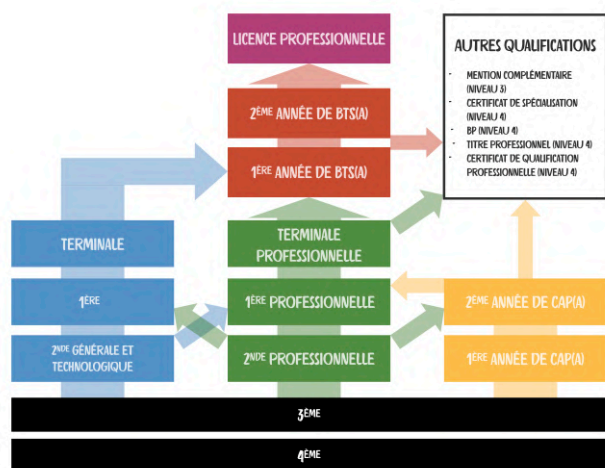 LICENCE PROFESSIONNELLE
AUTRES QUALIFICATIONS
- MENTION COMPLÉMENTAIRE
(NIVEAU 3)
- CERTIFICAT DE SPÉCIALISATION
(NIVEAU 4)
- BP (NIVEAU 4)
- TITRE PROFESSIONNEL (NIVEAU 4)
- CERTIFICAT DE QUALIFICATION
PROFESSIONNELLE (NIVEAU 4)
2ÈME ANNÉE DE BTS(A)
1ÈRE ANNÉE DE BTS(A)
TERMINALE
TERMINALE
PROFESSIONNELLE
1ÈRE
1ÈRE PROFESSIONNELLE
2ÈME ANNÉE DE CAP(A)
2NDE GÉNÉRALE ET
TECHNOLOGIQUE
2NDE PROFESSIONNELLE
1ÈRE ANNÉE DE CAP(A)
3ÈME
4ÈME